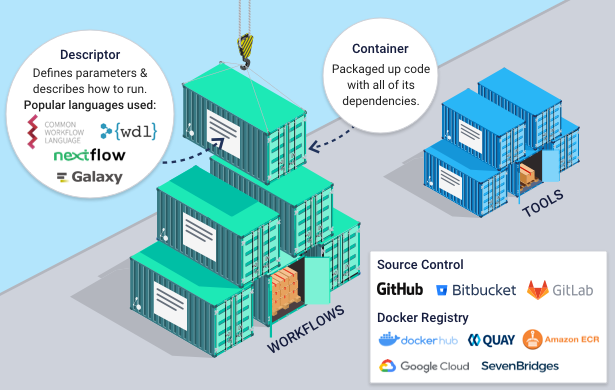 Descriptor
Defines parameters &
describes how to run.
Popular languages used:
COMMON
WORKFLOW
LANGUAGE
{wdl}
nextflow
Galaxy
Container
Packaged up code
with all of its
dependencies.
TOOLS
WORKFLOWS
Source Control
GitHub
Bitbucket
GitLab
Docker Registry
dockerhub
QUAY
Amazon ECR
Google Cloud
SevenBridges